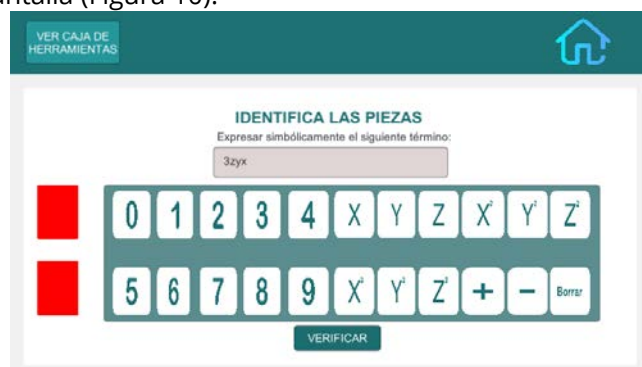 ntalla (Figura 10).
VER CAJA DE
HERRAMIENTAS
IDENTIFICA LAS PIEZAS
Expresar simbólicamente el siguiente término:
3zyx
0 1 2 3 4 X Y Z X² Y² Z²
5 6 7 8 9 X³ Y³ Z³ + − Borrar
VERIFICAR